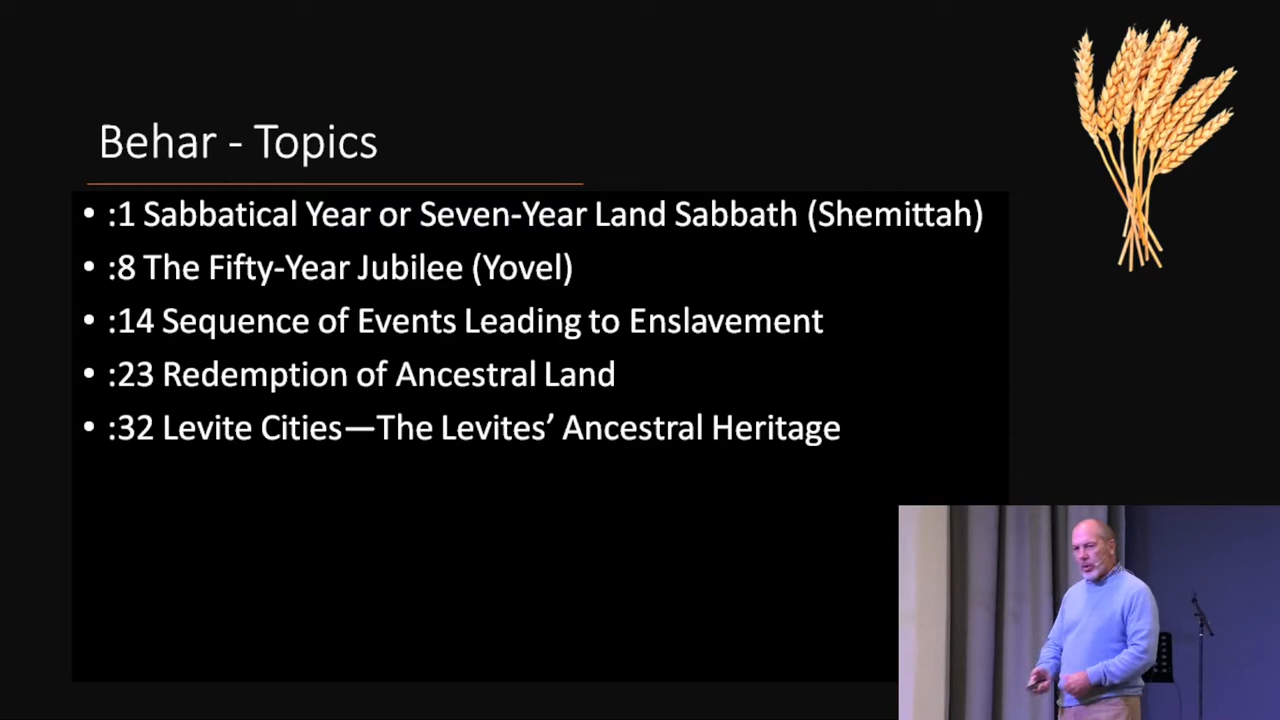 Behar - Topics
• :1 Sabbatical Year or Seven-Year Land Sabbath (Shemittah)
• :8 The Fifty-Year Jubilee (Yovel)
• :14 Sequence of Events Leading to Enslavement
• :23 Redemption of Ancestral Land
• :32 Levite Cities—The Levites’ Ancestral Heritage